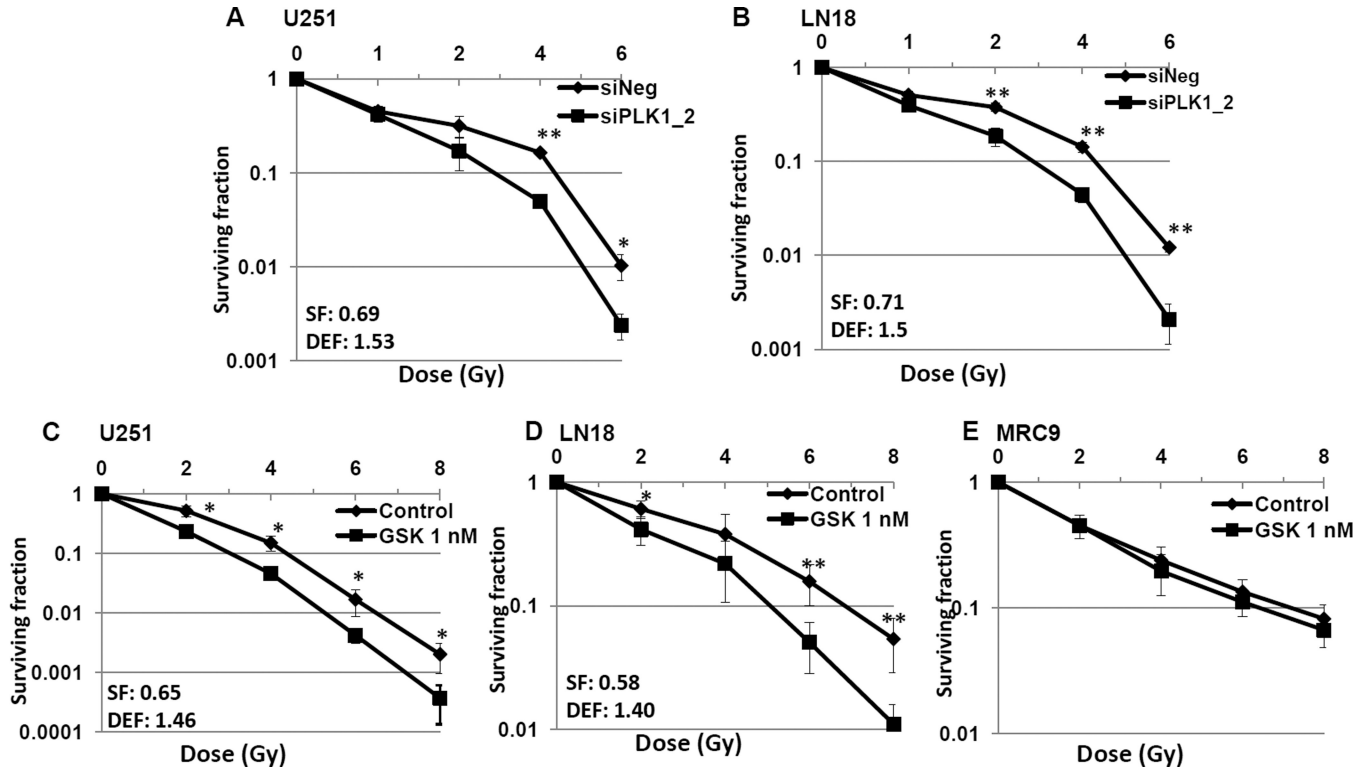 A U251
0 1 2 4 6
1
0.1
0.01
0.001
Surviving fraction
siNeg
siPLK1_2
**
*
SF: 0.69
DEF: 1.53
Dose (Gy)
B LN18
0 1 2 4 6
1
0.1
0.01
0.001
Surviving fraction
siNeg
siPLK1_2
**
**
**
SF: 0.71
DEF: 1.5
Dose (Gy)
C U251
0 2 4 6 8
1
0.1
0.01
0.001
0.0001
Surviving fraction
Control
GSK 1 nM
*
*
*
*
SF: 0.65
DEF: 1.46
Dose (Gy)
D LN18
0 2 4 6 8
1
0.1
0.01
Surviving fraction
Control
GSK 1 nM
*
**
**
SF: 0.58
DEF: 1.40
Dose (Gy)
E MRC9
0 2 4 6 8
1
0.1
0.01
Surviving fraction
Control
GSK 1 nM
Dose (Gy)